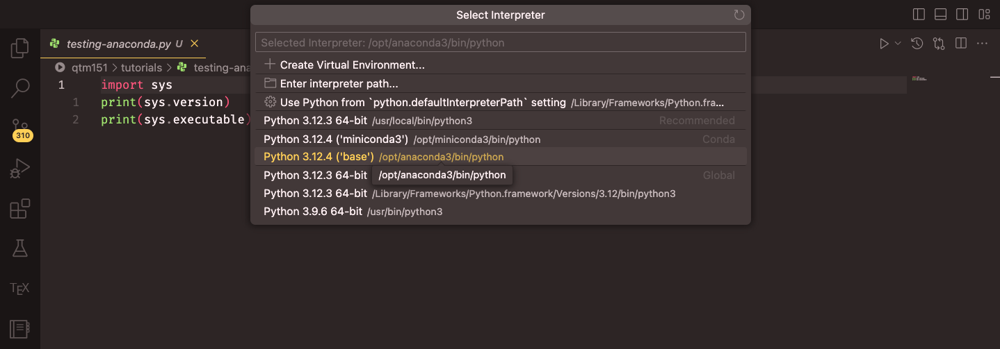 Select Interpreter
testing-anaconda.py U
Selected Interpreter: /opt/anaconda3/bin/python
qtm151 > tutorials > testing-ana
Create Virtual Environment...
Enter interpreter path...
Use Python from `python.defaultInterpreterPath` setting /Library/Frameworks/Python.fra...
Python 3.12.3 64-bit /usr/local/bin/python3 Recommended
Python 3.12.4 ('miniconda3') /opt/miniconda3/bin/python Conda
Python 3.12.4 ('base') /opt/anaconda3/bin/python
Python 3.12.3 64-bit /opt/anaconda3/bin/python Global
Python 3.12.3 64-bit /Library/Frameworks/Python.framework/Versions/3.12/bin/python3
Python 3.9.6 64-bit /usr/bin/python3
1 import sys
1 print(sys.version)
2 print(sys.executable)
310
TEX